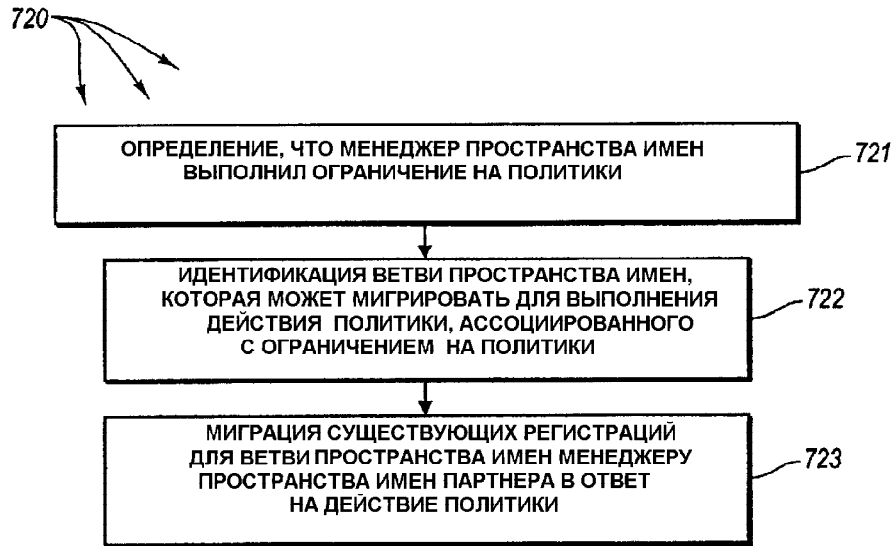 720
ОПРЕДЕЛЕНИЕ, ЧТО МЕНЕДЖЕР ПРОСТРАНСТВА ИМЕН
ВЫПОЛНИЛ ОГРАНИЧЕНИЕ НА ПОЛИТИКИ
721
ИДЕНТИФИКАЦИЯ ВЕТВИ ПРОСТРАНСТВА ИМЕН,
КОТОРАЯ МОЖЕТ МИГРИРОВАТЬ ДЛЯ ВЫПОЛНЕНИЯ
ДЕЙСТВИЯ ПОЛИТИКИ, АССОЦИИРОВАННОГО
С ОГРАНИЧЕНИЕМ НА ПОЛИТИКИ
722
МИГРАЦИЯ СУЩЕСТВУЮЩИХ РЕГИСТРАЦИЙ
ДЛЯ ВЕТВИ ПРОСТРАНСТВА ИМЕН МЕНЕДЖЕРУ
ПРОСТРАНСТВА ИМЕН ПАРТНЕРА В ОТВЕТ
НА ДЕЙСТВИЕ ПОЛИТИКИ
723